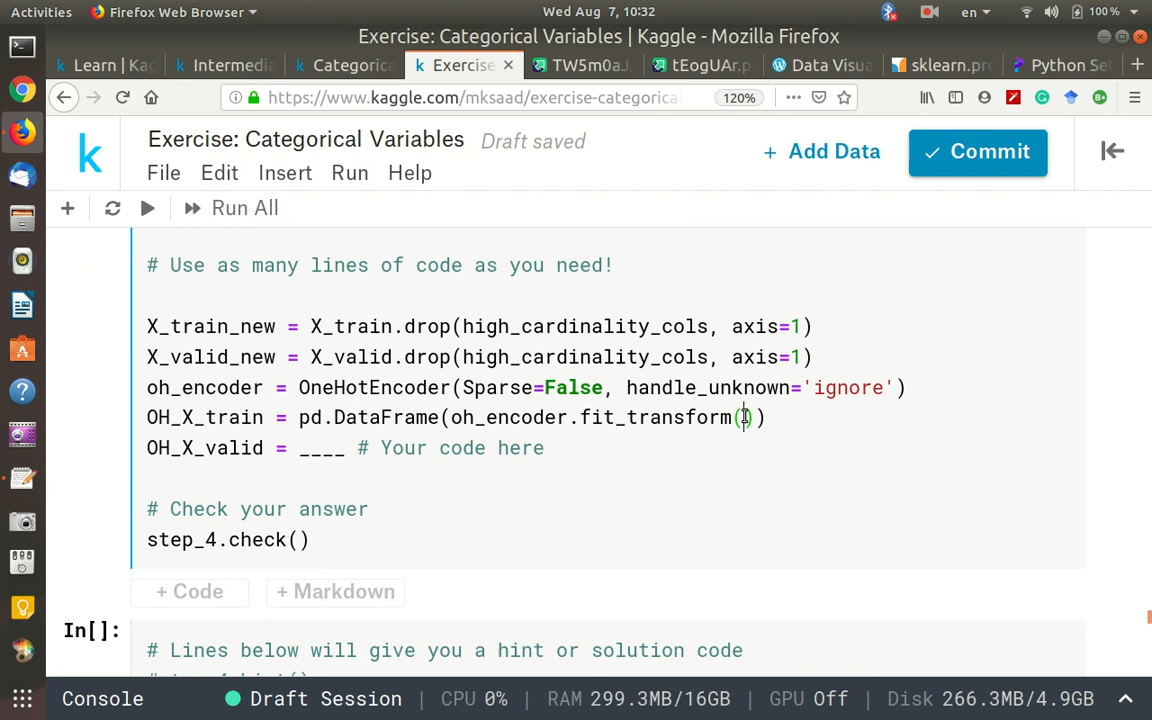 Activities Firefox Web Browser Wed Aug 7, 10:32 en 100 %
Exercise: Categorical Variables | Kaggle - Mozilla Firefox
Learn | Ka Intermedia Categorica Exercise TW5m0aJ tEogUAr.p Data Visua sklearn.pr Python Se
https://www.kaggle.com/mksaad/exercise-categorica 120%
Exercise: Categorical Variables Draft saved
+ Add Data Commit
File Edit Insert Run Help
Run All
# Use as many lines of code as you need!
X_train_new = X_train.drop(high_cardinality_cols, axis=1)
X_valid_new = X_valid.drop(high_cardinality_cols, axis=1)
oh_encoder = OneHotEncoder(Sparse=False, handle_unknown='ignore')
OH_X_train = pd.DataFrame(oh_encoder.fit_transform())
OH_X_valid = ____ # Your code here
# Check your answer
step_4.check()
+ Code + Markdown
In[]:
# Lines below will give you a hint or solution code
Console Draft Session | CPU 0% | RAM 299.3MB/16GB | GPU Off | Disk 266.3MB/4.9GB